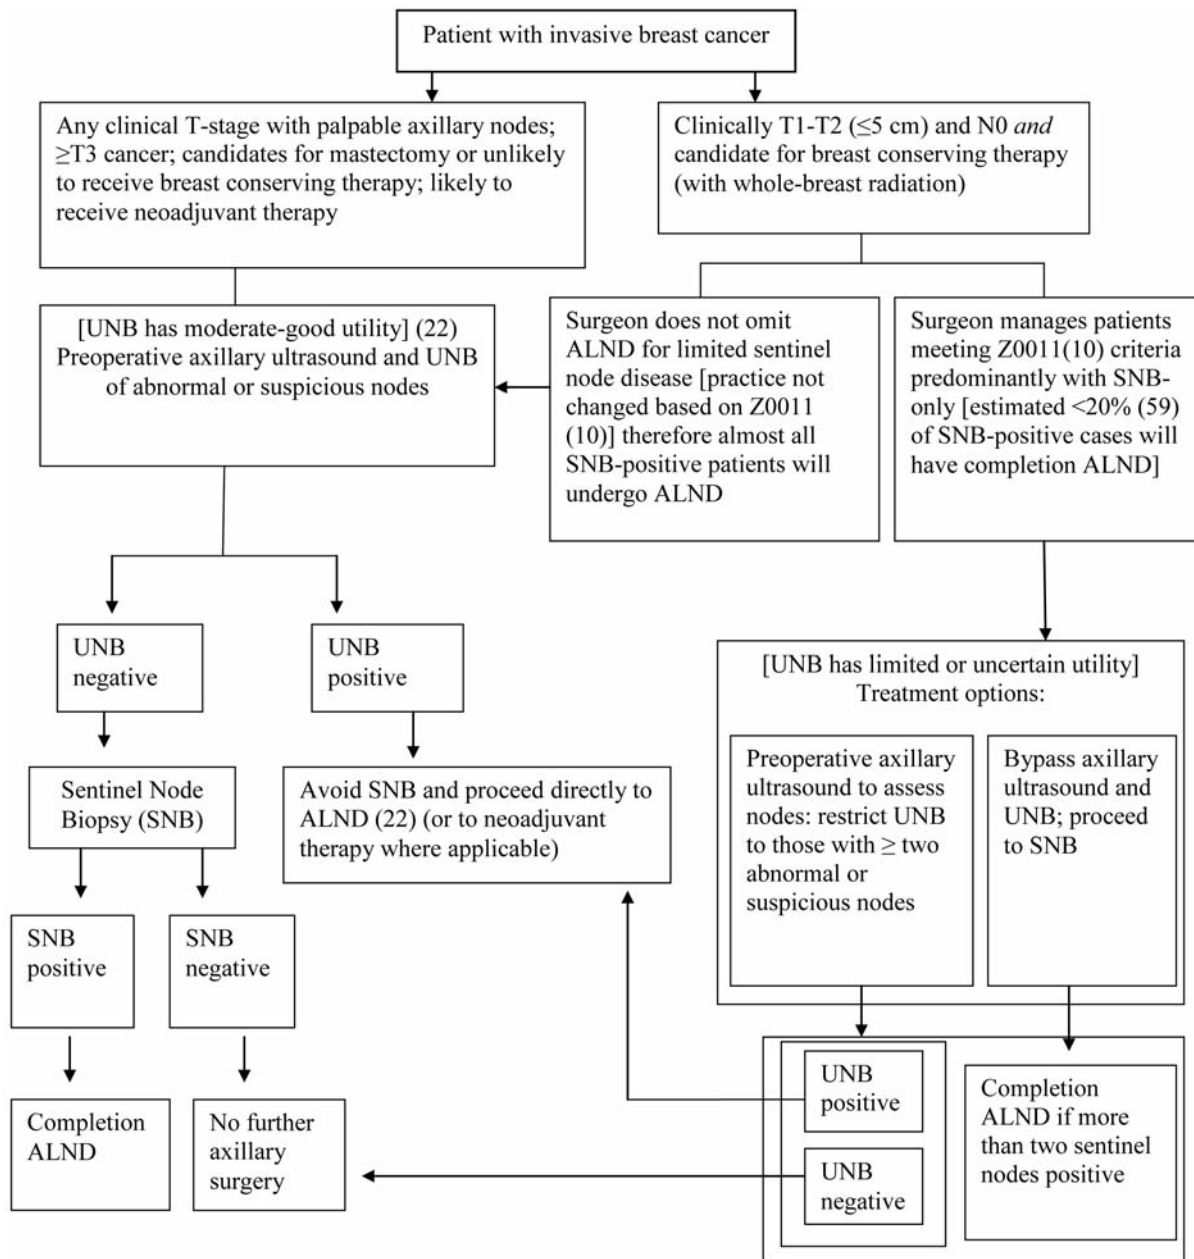 Patient with invasive breast cancer
Any clinical T-stage with palpable axillary nodes;
≥T3 cancer; candidates for mastectomy or unlikely
to receive breast conserving therapy; likely to
receive neoadjuvant therapy
Clinically T1-T2 (≤5 cm) and N0 and
candidate for breast conserving therapy
(with whole-breast radiation)
[UNB has moderate-good utility] (22)
Preoperative axillary ultrasound and UNB
of abnormal or suspicious nodes
Surgeon does not omit
ALND for limited sentinel
node disease [practice not
changed based on Z0011
(10)] therefore almost all
SNB-positive patients will
undergo ALND
Surgeon manages patients
meeting Z0011(10) criteria
predominantly with SNB-
only [estimated <20% (59)
of SNB-positive cases will
have completion ALND]
UNB
negative
UNB
positive
[UNB has limited or uncertain utility]
Treatment options:
Preoperative axillary
ultrasound to assess
nodes: restrict UNB
to those with ≥ two
abnormal or
suspicious nodes
Bypass axillary
ultrasound and
UNB; proceed
to SNB
Sentinel Node
Biopsy (SNB)
Avoid SNB and proceed directly to
ALND (22) (or to neoadjuvant
therapy where applicable)
SNB
positive
SNB
negative
Completion
ALND
No further
axillary
surgery
UNB
positive
UNB
negative
Completion
ALND if more
than two sentinel
nodes positive